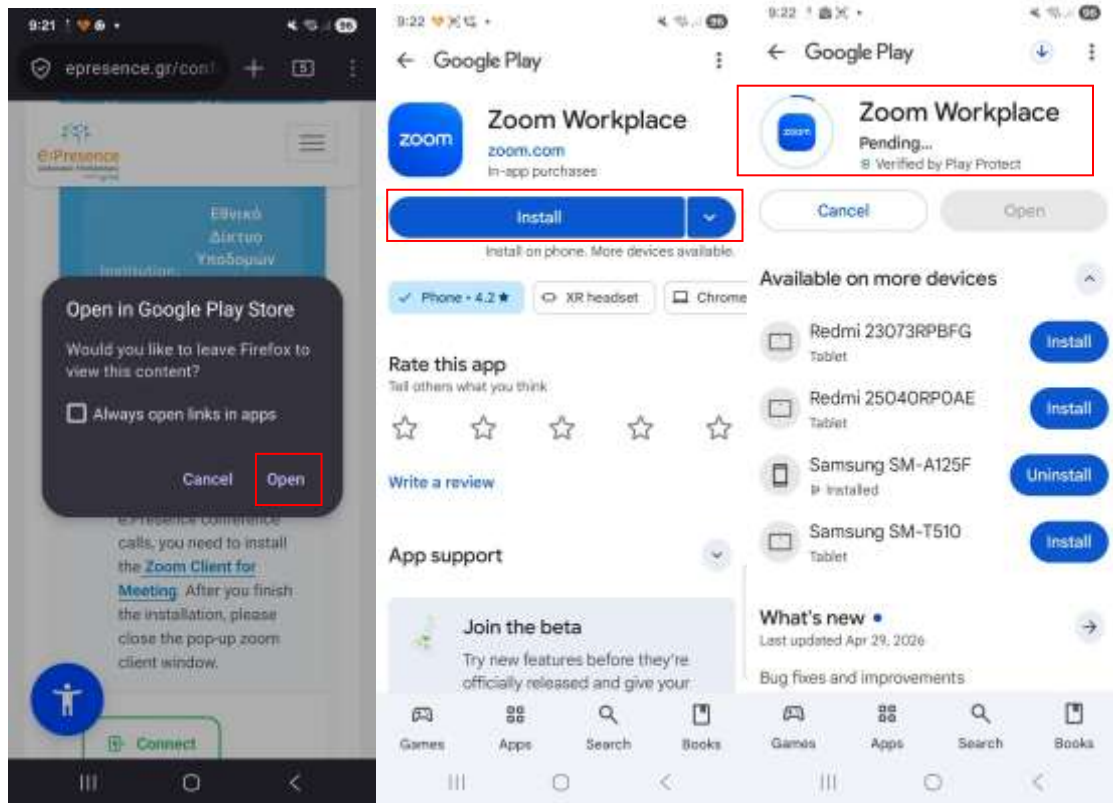 9:21
96
epresence.gr/conf
5
e:Presence
Εθνικό
Δίκτυο
Υποδομών
Institution:
Open in Google Play Store
Would you like to leave Firefox to
view this content?
Always open links in apps
Cancel
Open
e:Presence conference
calls, you need to install
the Zoom Client for
Meeting. After you finish
the installation, please
close the pop-up zoom
client window.
Connect
9:22
96
Google Play
zoom
Zoom Workplace
zoom.com
In-app purchases
Install
Install on phone. More devices available.
Phone • 4.2 ★
XR headset
Chrome
Rate this app
Tell others what you think
Write a review
App support
Join the beta
Try new features before they're
officially released and give your
Games
Apps
Search
Books
9:22
96
Google Play
zoom
Zoom Workplace
Pending...
Verified by Play Protect
Cancel
Open
Available on more devices
Redmi 23073RPBFG
Tablet
Install
Redmi 25040RP0AE
Tablet
Install
Samsung SM-A125F
Installed
Uninstall
Samsung SM-T510
Tablet
Install
What's new •
Last updated Apr 29, 2026
Bug fixes and improvements
Games
Apps
Search
Books